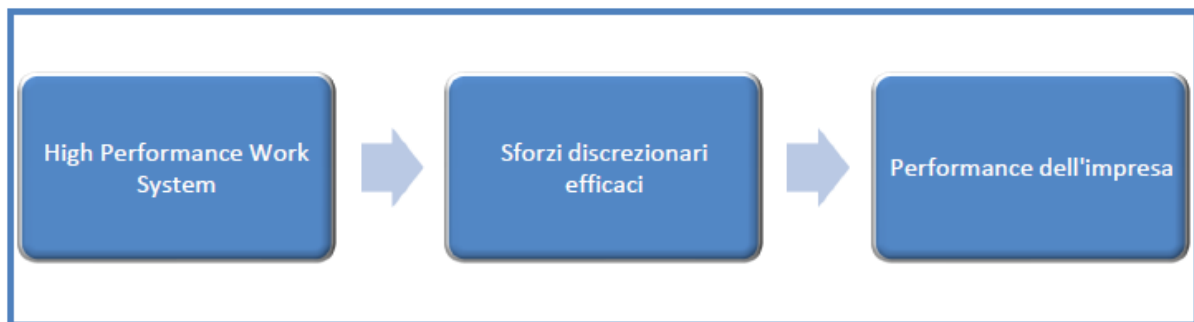 High Performance Work
System
Sforzi discrezionari
efficaci
Performance dell'impresa